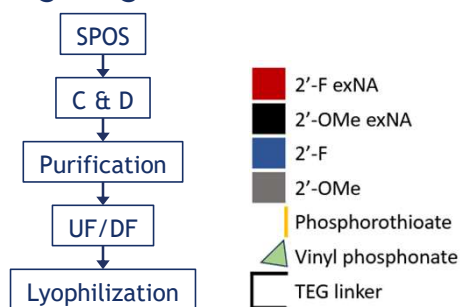 SPOS
C & D
Purification
UF/DF
Lyophilization
2’-F exNA
2’-OMe exNA
2’-F
2’-OMe
Phosphorothioate
Vinyl phosphonate
TEG linker